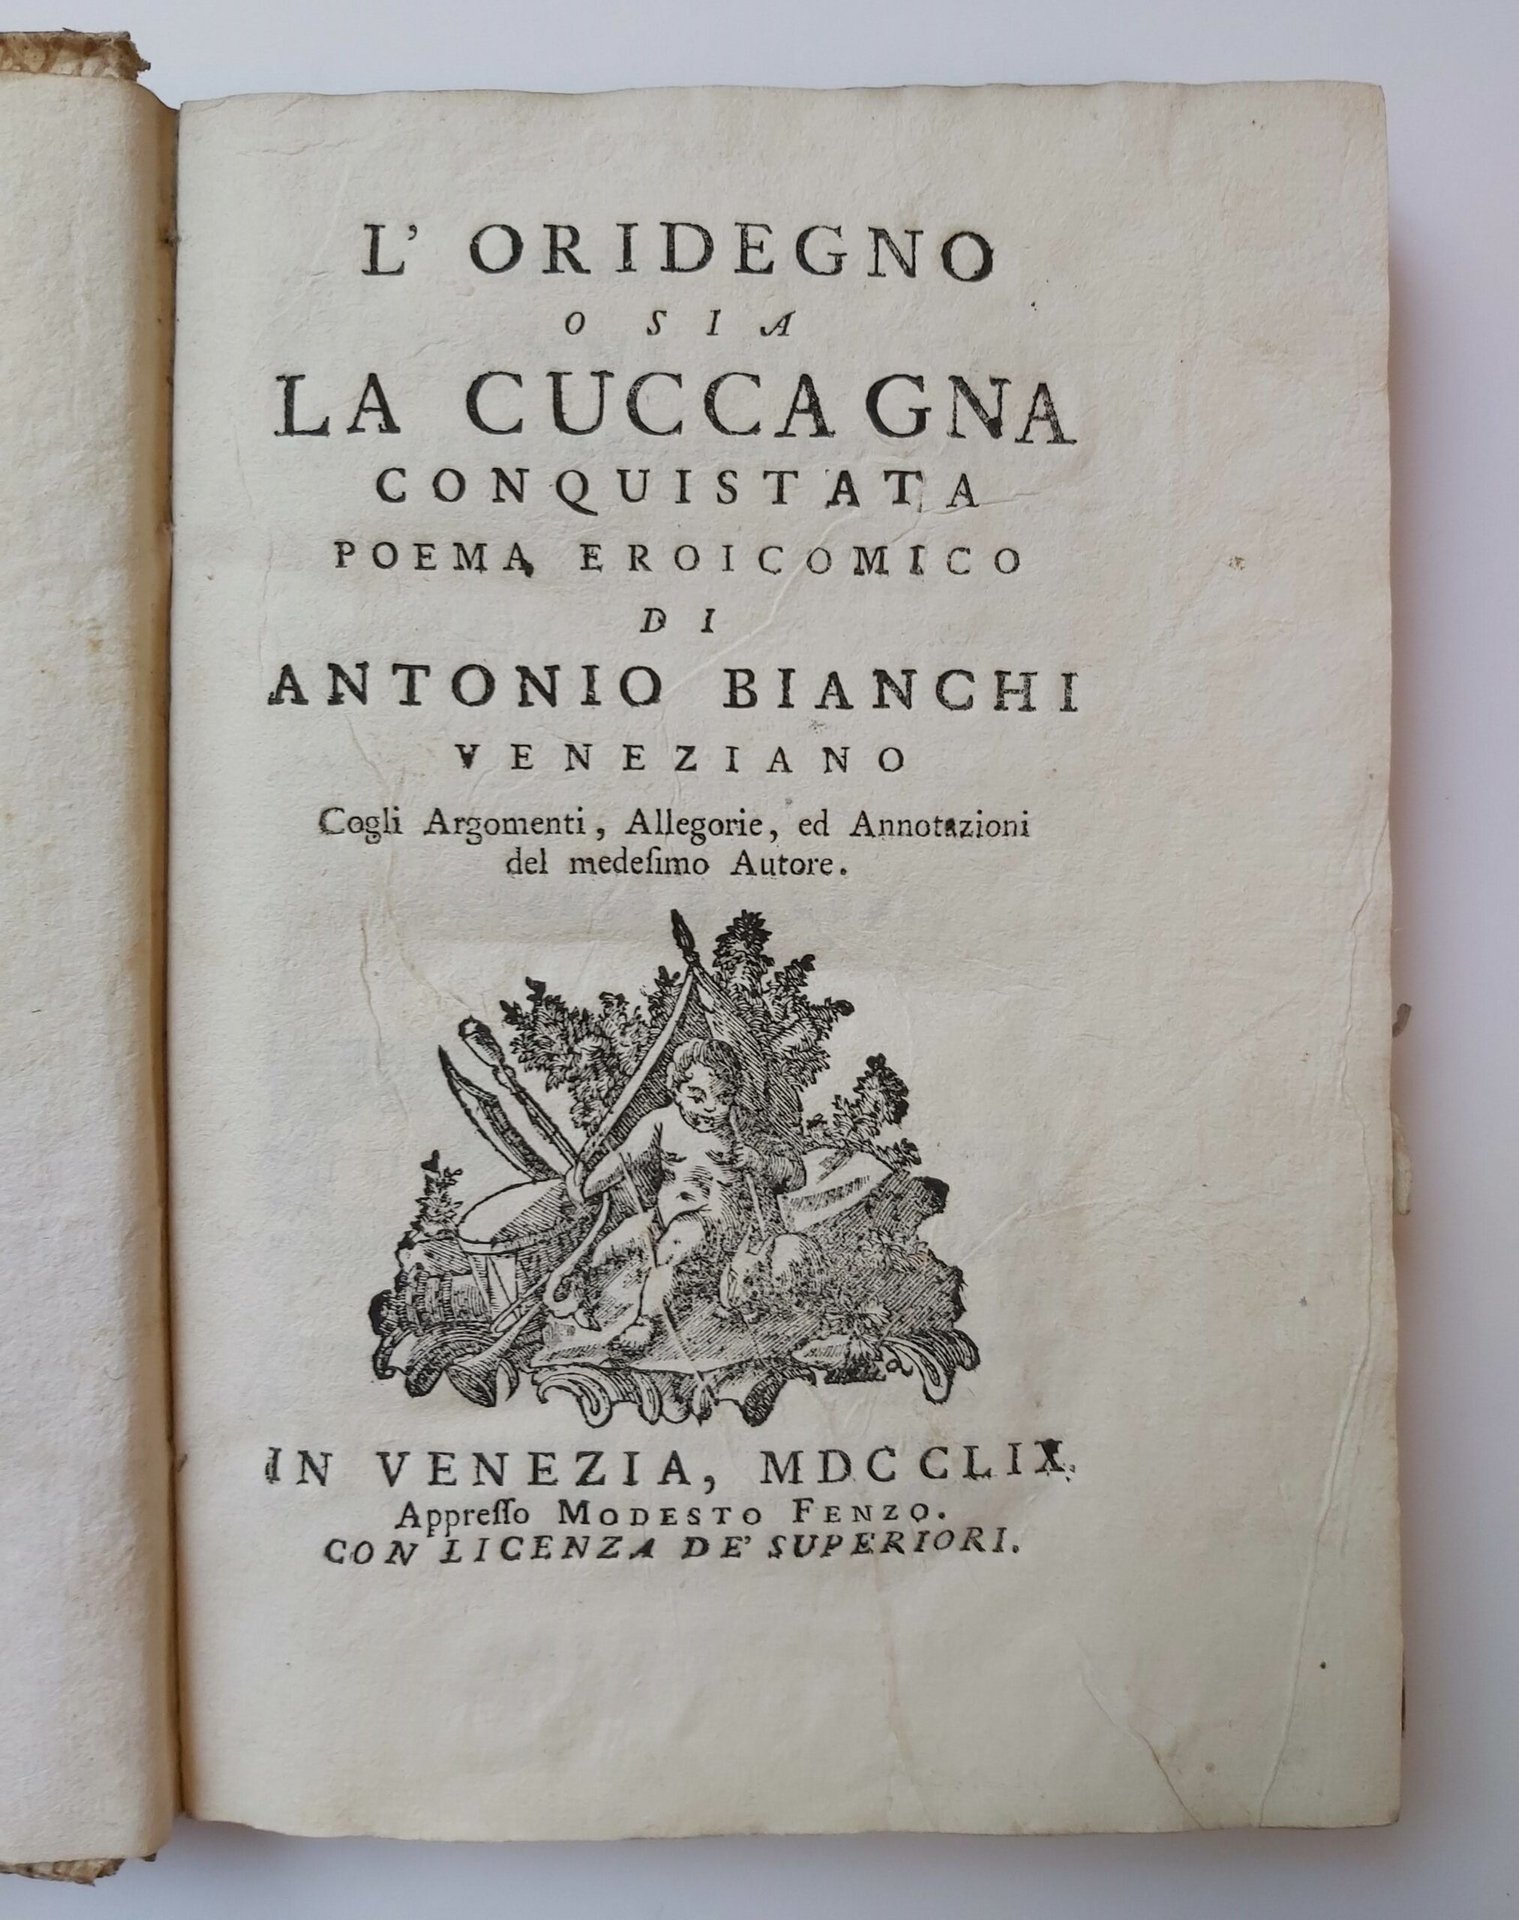 L' ORIDEGNO
O SIA
LA CUCCAGNA
CONQUISTATA
POEMA EROICOMICO
DI
ANTONIO BIANCHI
VENEZIANO
Cogli Argomenti, Allegorie, ed Annotazioni
del medeſimo Autore.
IN VENEZIA, MDCCLIX.
Appreſſo MODESTO FENZO.
CON LICENZA DE' SUPERIORI.